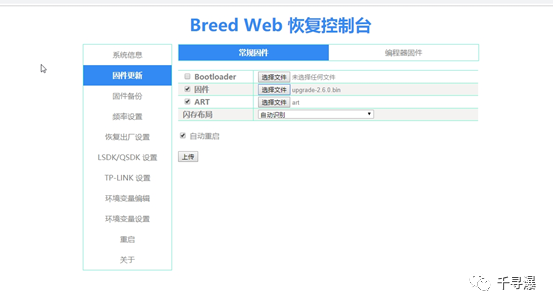 Breed Web 恢复控制台
系统信息
固件更新
固件备份
频率设置
恢复出厂设置
LSDK/QSDK 设置
TP-LINK 设置
环境变量编辑
环境变量设置
重启
关于
常规固件 编程器固件
Bootloader 选择文件 未选择任何文件
固件 选择文件 upgrade-2.6.0.bin
ART 选择文件 art
闪存布局 自动识别
自动重启
上传
千寻瀑